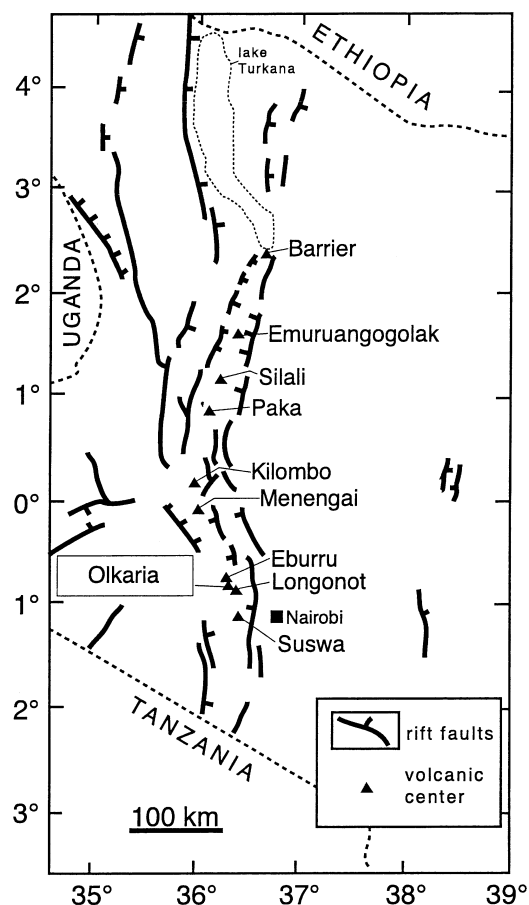 ETHIOPIA
lake
Turkana
4°
3°
UGANDA
Barrier
2°
Emuruangogolak
Silali
1°
Paka
Kilombo
0°
Menengai
Eburru
Olkaria
Longonot
1°
Nairobi
Suswa
2°
TANZANIA
rift faults
volcanic
center
3°
100 km
35°
36°
37°
38°
39°